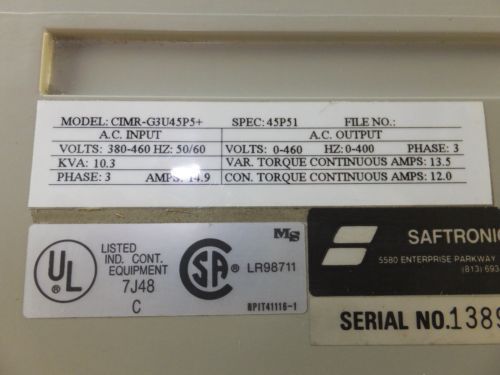 MODEL: CIMR-G3U45P5+ SPEC: 45P51 FILE NO.:
A.C. INPUT A.C. OUTPUT
VOLTS: 380-460 HZ: 50/60 VOLTS: 0-460 HZ: 0-400 PHASE: 3
KVA: 10.3 VAR. TORQUE CONTINUOUS AMPS: 13.5
PHASE: 3 AMPS: 14.9 CON. TORQUE CONTINUOUS AMPS: 12.0
MS
UL
LISTED
IND. CONT.
EQUIPMENT
7J48
C
SA
®
LR98711
NPIT41116-1
SAFTRONIC
5580 ENTERPRISE PARKWAY
(813) 693
SERIAL NO. 1389